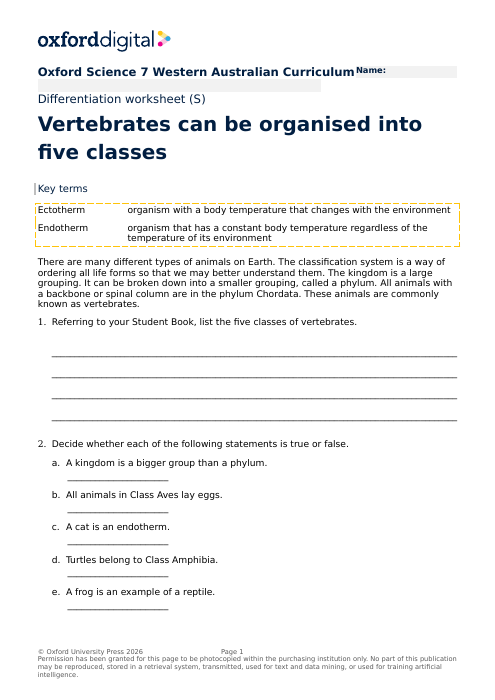 oxforddigital
Oxford Science 7 Western Australian Curriculum Name:
Differentiation worksheet (S)
Vertebrates can be organised into
five classes
Key terms
Ectotherm organism with a body temperature that changes with the environment
Endotherm organism that has a constant body temperature regardless of the
temperature of its environment
There are many different types of animals on Earth. The classification system is a way of
ordering all life forms so that we may better understand them. The kingdom is a large
grouping. It can be broken down into a smaller grouping, called a phylum. All animals with
a backbone or spinal column are in the phylum Chordata. These animals are commonly
known as vertebrates.
1. Referring to your Student Book, list the five classes of vertebrates.
2. Decide whether each of the following statements is true or false.
a. A kingdom is a bigger group than a phylum.
b. All animals in Class Aves lay eggs.
c. A cat is an endotherm.
d. Turtles belong to Class Amphibia.
e. A frog is an example of a reptile.
© Oxford University Press 2026 Page 1
Permission has been granted for this page to be photocopied within the purchasing institution only. No part of this publication
may be reproduced, stored in a retrieval system, transmitted, used for text and data mining, or used for training artificial
intelligence.